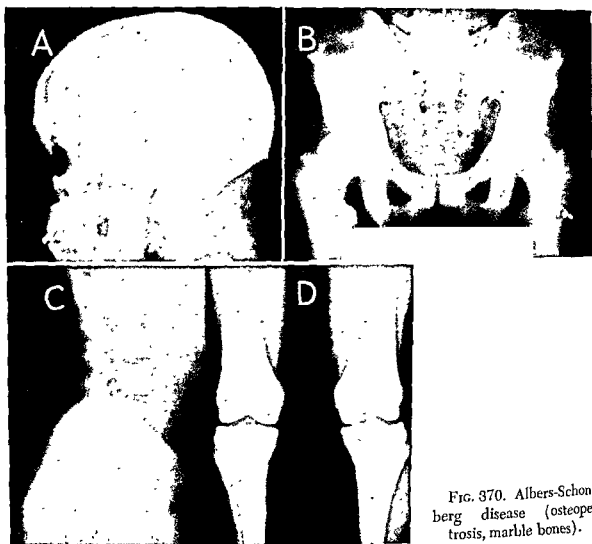 A
B
C
D
FIG. 370. Albers-Schon
berg disease (osteope
trosis, marble bones).